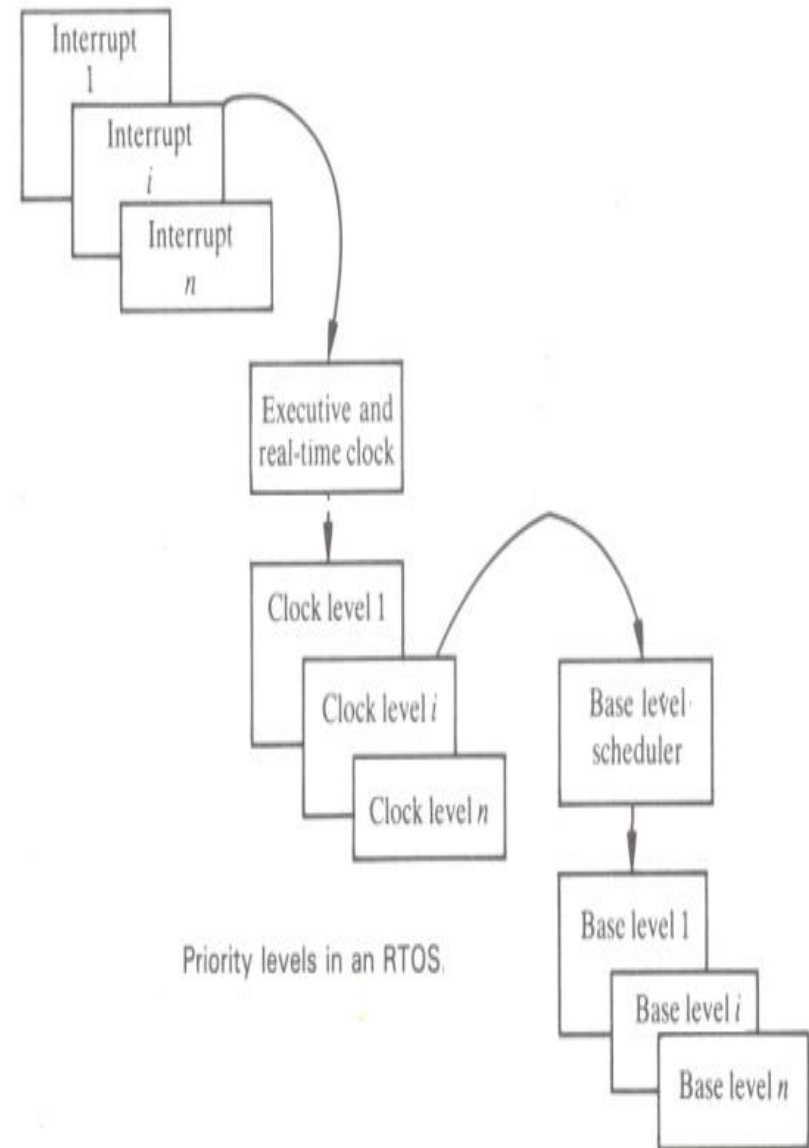 Interrupt
1
Interrupt
i
Interrupt
n
Executive and
real-time clock
Clock level 1
Clock level i
Clock level n
Base level
scheduler
Base level 1
Base level i
Base level n
Priority levels in an RTOS.